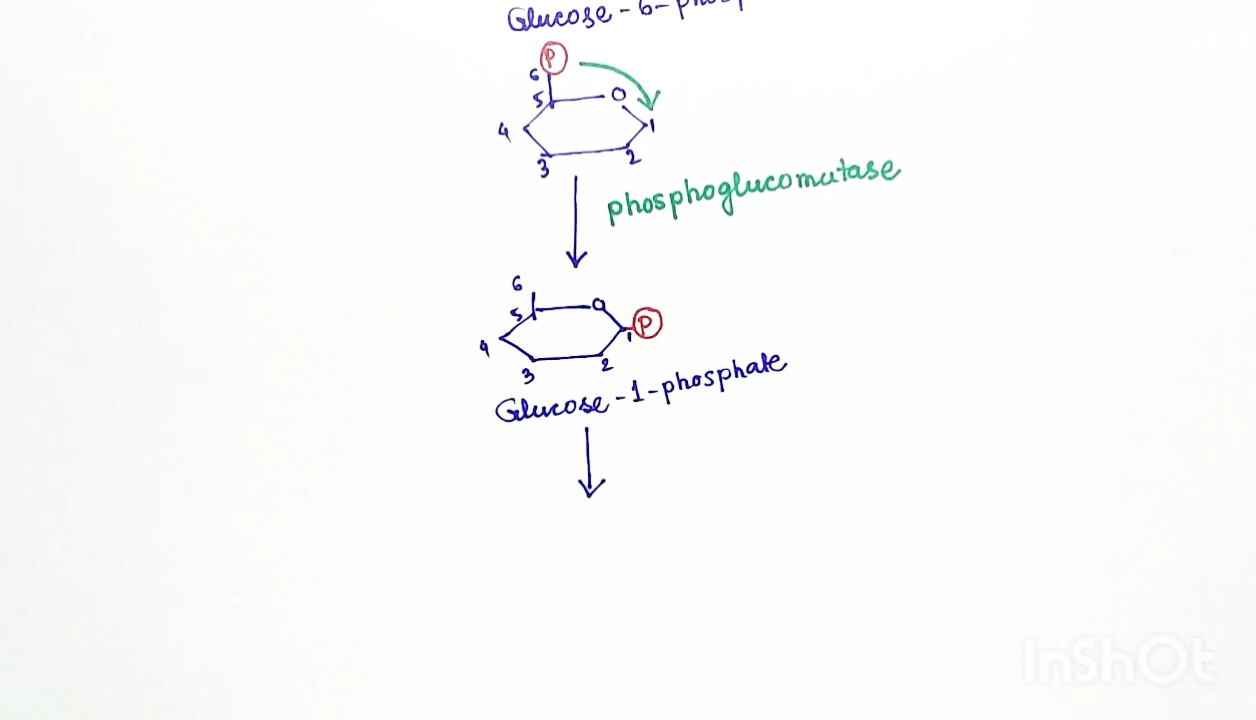 Glucose-6-phosp
P
6
5 O
4 1
3 2
phosphoglucomutase
6
5 O
P
4 1
3 2
Glucose-1-phosphate
InShOt